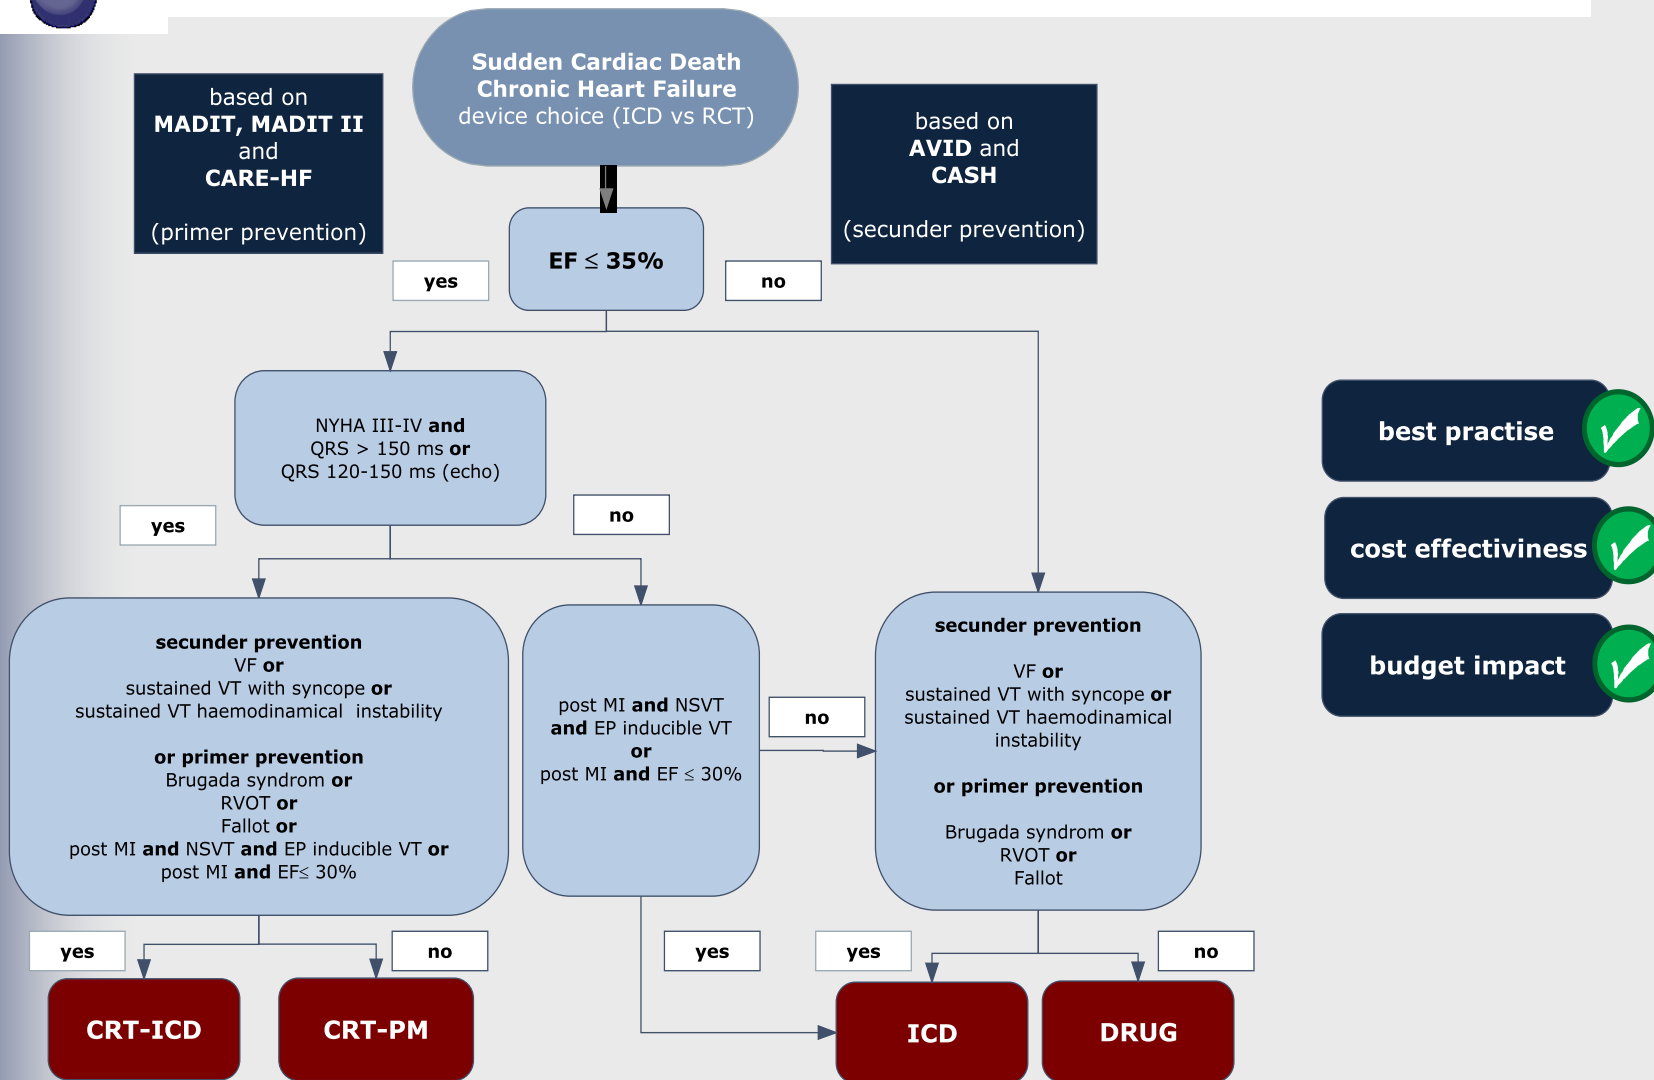 Sudden Cardiac Death
Chronic Heart Failure
device choice (ICD vs RCT)
based on
MADIT, MADIT II
and
CARE-HF
(primer prevention)
based on
AVID and
CASH
(secunder prevention)
EF ≤ 35%
yes
no
NYHA III-IV and
QRS > 150 ms or
QRS 120-150 ms (echo)
yes
no
secunder prevention
VF or
sustained VT with syncope or
sustained VT haemodinamical instability
or primer prevention
Brugada syndrom or
RVOT or
Fallot or
post MI and NSVT and EP inducible VT or
post MI and EF≤ 30%
post MI and NSVT
and EP inducible VT
or
post MI and EF ≤ 30%
no
secunder prevention
VF or
sustained VT with syncope or
sustained VT haemodinamical
instability
or primer prevention
Brugada syndrom or
RVOT or
Fallot
best practise
cost effectiviness
budget impact
yes
no
yes
yes
no
CRT-ICD
CRT-PM
ICD
DRUG